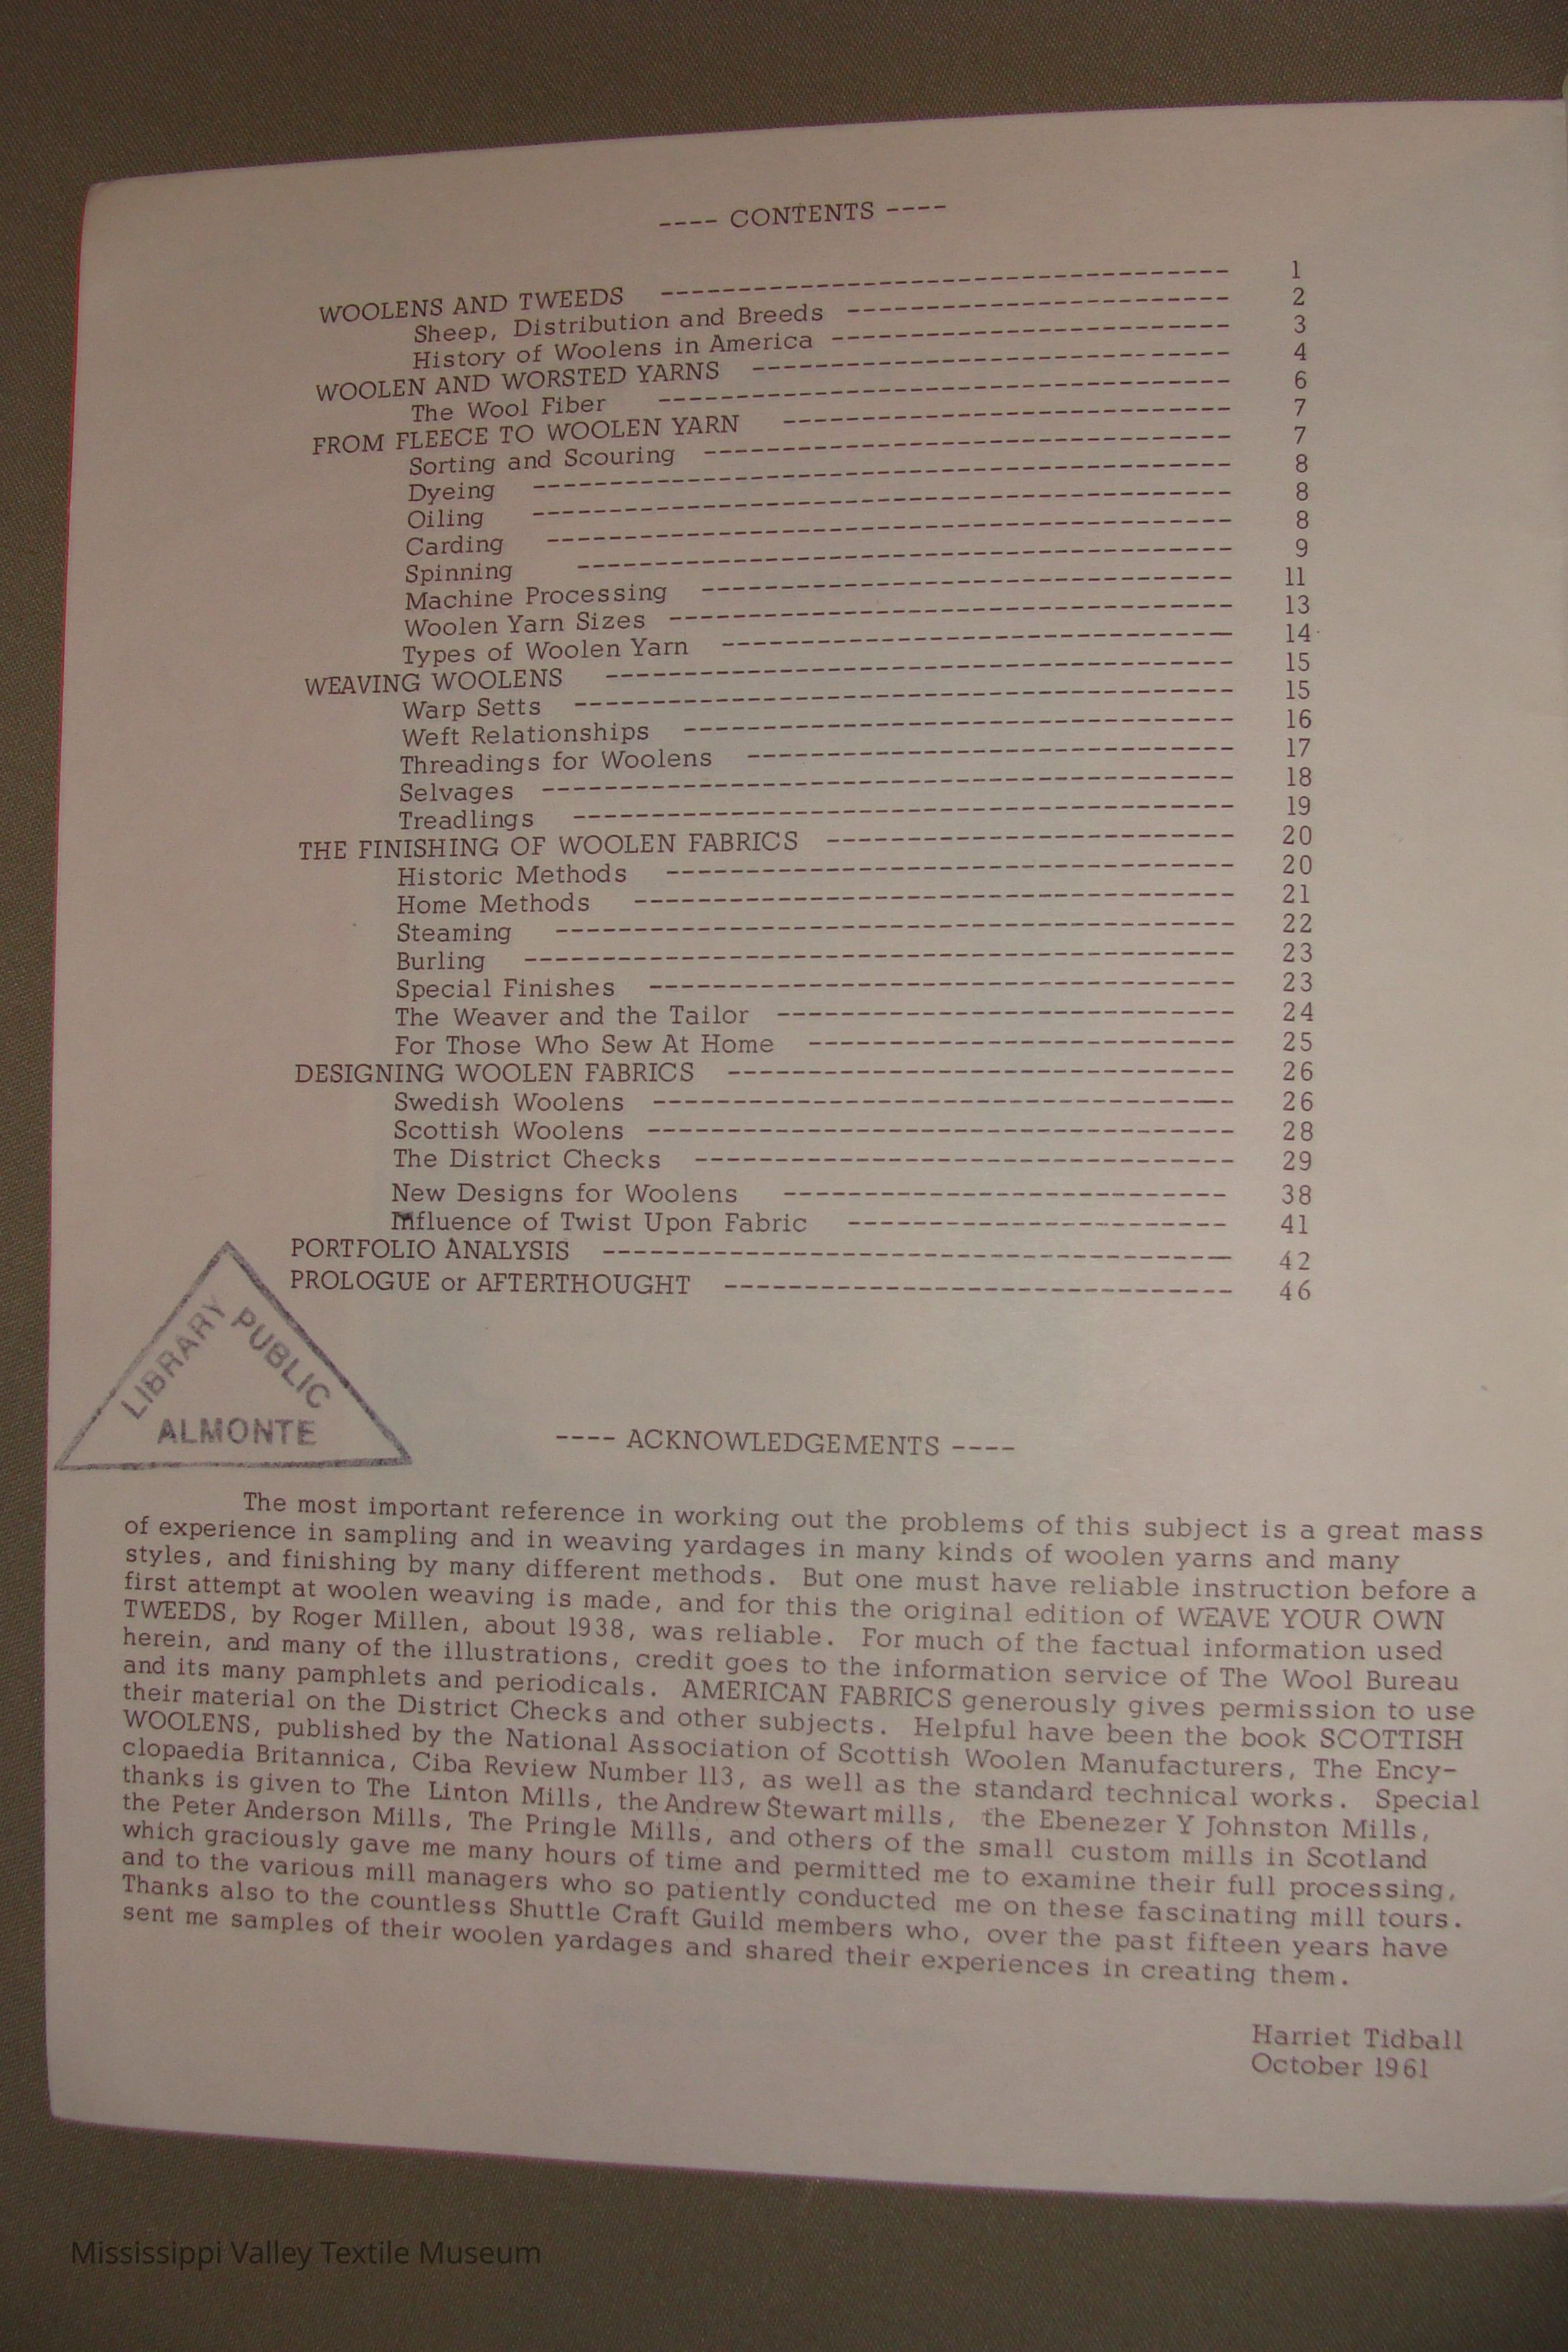 ---- CONTENTS ----
WOOLENS AND TWEEDS ------------------------------------ 1
Sheep, Distribution and Breeds ------------------------ 2
History of Woolens in America ------------------------- 3
WOOLEN AND WORSTED YARNS ------------------------------ 4
The Wool Fiber ------------------------------------ 6
FROM FLEECE TO WOOLEN YARN ---------------------------- 7
Sorting and Scouring --------------------------------- 7
Dyeing -------------------------------------------- 8
Oiling -------------------------------------------- 8
Carding ------------------------------------------- 8
Spinning ----------------------------------------- 9
Machine Processing --------------------------------- 11
Woolen Yarn Sizes ----------------------------------- 13
Types of Woolen Yarn -------------------------------- 14
WEAVING WOOLENS --------------------------------------- 15
Warp Setts ----------------------------------------- 15
Weft Relationships ---------------------------------- 16
Threadings for Woolens ------------------------------ 17
Selvages ------------------------------------------- 18
Treadlings ----------------------------------------- 19
THE FINISHING OF WOOLEN FABRICS -------------------------- 20
Historic Methods ------------------------------------ 20
Home Methods -------------------------------------- 21
Steaming ------------------------------------------- 22
Burling --------------------------------------------- 23
Special Finishes ------------------------------------- 23
The Weaver and the Tailor ----------------------------- 24
For Those Who Sew At Home --------------------------- 25
DESIGNING WOOLEN FABRICS -------------------------------- 26
Swedish Woolens ------------------------------------- 26
Scottish Woolens ------------------------------------- 28
The District Checks ---------------------------------- 29
New Designs for Woolens ---------------------------- 38
Influence of Twist Upon Fabric ------------------------ 41
PORTFOLIO ANALYSIS ---------------------------------------- 42
PROLOGUE or AFTERTHOUGHT -------------------------------- 46
LIBRARY PUBLIC
ALMONTE
---- ACKNOWLEDGEMENTS ----
The most important reference in working out the problems of this subject is a great mass
of experience in sampling and in weaving yardages in many kinds of woolen yarns and many
styles, and finishing by many different methods. But one must have reliable instruction before a
first attempt at woolen weaving is made, and for this the original edition of WEAVE YOUR OWN
TWEEDS, by Roger Millen, about 1938, was reliable. For much of the factual information used
herein, and many of the illustrations, credit goes to the information service of The Wool Bureau
and its many pamphlets and periodicals. AMERICAN FABRICS generously gives permission to use
their material on the District Checks and other subjects. Helpful have been the book SCOTTISH
WOOLENS, published by the National Association of Scottish Woolen Manufacturers, The Ency-
clopaedia Britannica, Ciba Review Number 113, as well as the standard technical works. Special
thanks is given to The Linton Mills, the Andrew Stewart mills, the Ebenezer Y Johnston Mills,
the Peter Anderson Mills, The Pringle Mills, and others of the small custom mills in Scotland
which graciously gave me many hours of time and permitted me to examine their full processing,
and to the various mill managers who so patiently conducted me on these fascinating mill tours.
Thanks also to the countless Shuttle Craft Guild members who, over the past fifteen years have
sent me samples of their woolen yardages and shared their experiences in creating them.
Harriet Tidball
October 1961
Mississippi Valley Textile Museum